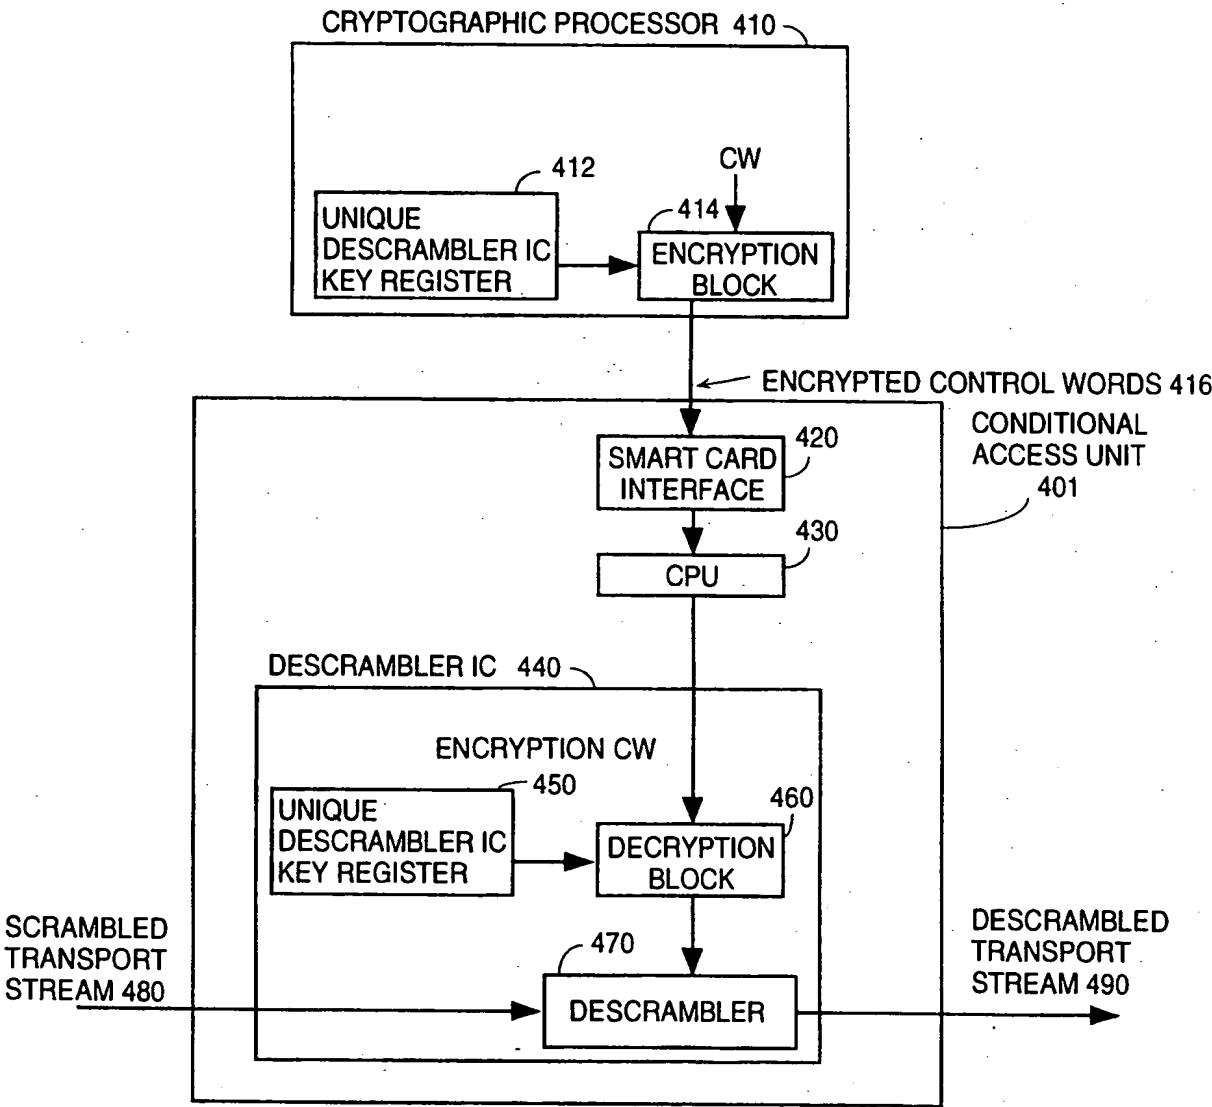 CRYPTOGRAPHIC PROCESSOR 410
CW
412
414
UNIQUE
DESCRAMBLER IC
KEY REGISTER
ENCRYPTION
BLOCK
ENCRYPTED CONTROL WORDS 416
CONDITIONAL
ACCESS UNIT
401
420
SMART CARD
INTERFACE
430
CPU
DESCRAMBLER IC 440
ENCRYPTION CW
450
460
UNIQUE
DESCRAMBLER IC
KEY REGISTER
DECRYPTION
BLOCK
SCRAMBLED
TRANSPORT
STREAM 480
470
DESCRAMBLER
DESCRAMBLED
TRANSPORT
STREAM 490